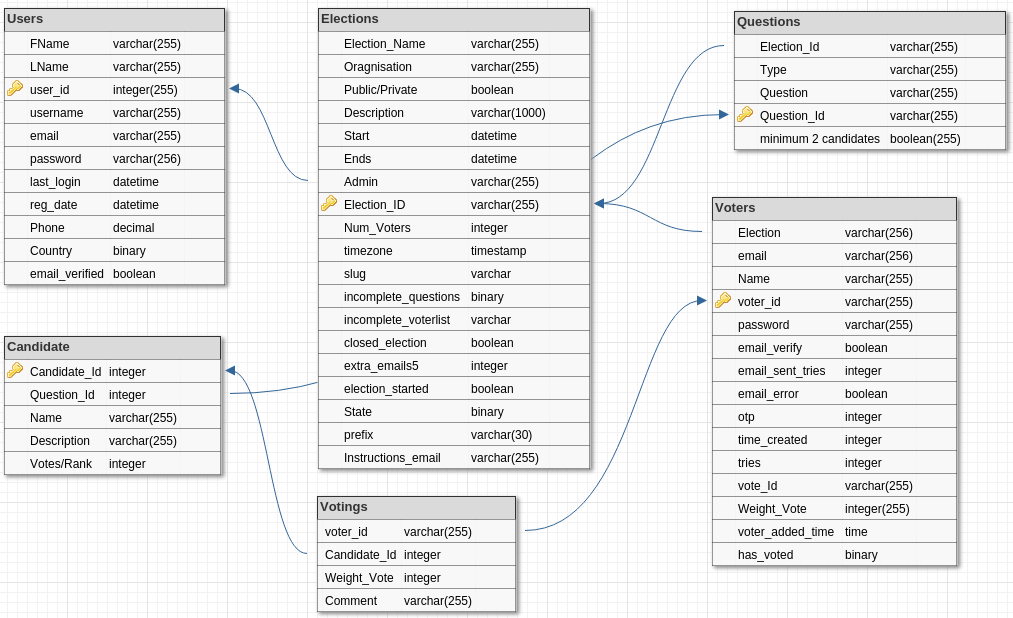 Users
FName varchar(255)
LName varchar(255)
user_id integer(255)
username varchar(255)
email varchar(255)
password varchar(256)
last_login datetime
reg_date datetime
Phone decimal
Country binary
email_verified boolean
Elections
Election_Name varchar(255)
Oragnisation varchar(255)
Public/Private boolean
Description varchar(1000)
Start datetime
Ends datetime
Admin varchar(255)
Election_ID varchar(255)
Num_Voters integer
timezone timestamp
slug varchar
incomplete_questions binary
incomplete_voterlist varchar
closed_election boolean
extra_emails5 integer
election_started boolean
State binary
prefix varchar(30)
Instructions_email varchar(255)
Questions
Election_Id varchar(255)
Type varchar(255)
Question varchar(255)
Question_Id varchar(255)
minimum 2 candidates boolean(255)
Voters
Election varchar(256)
email varchar(256)
Name varchar(255)
voter_id varchar(255)
password varchar(255)
email_verify boolean
email_sent_tries integer
email_error boolean
otp integer
time_created integer
tries integer
vote_Id varchar(255)
Weight_Vote integer(255)
voter_added_time time
has_voted binary
Candidate
Candidate_Id integer
Question_Id integer
Name varchar(255)
Description varchar(255)
Votes/Rank integer
Votings
voter_id varchar(255)
Candidate_Id integer
Weight_Vote integer
Comment varchar(255)